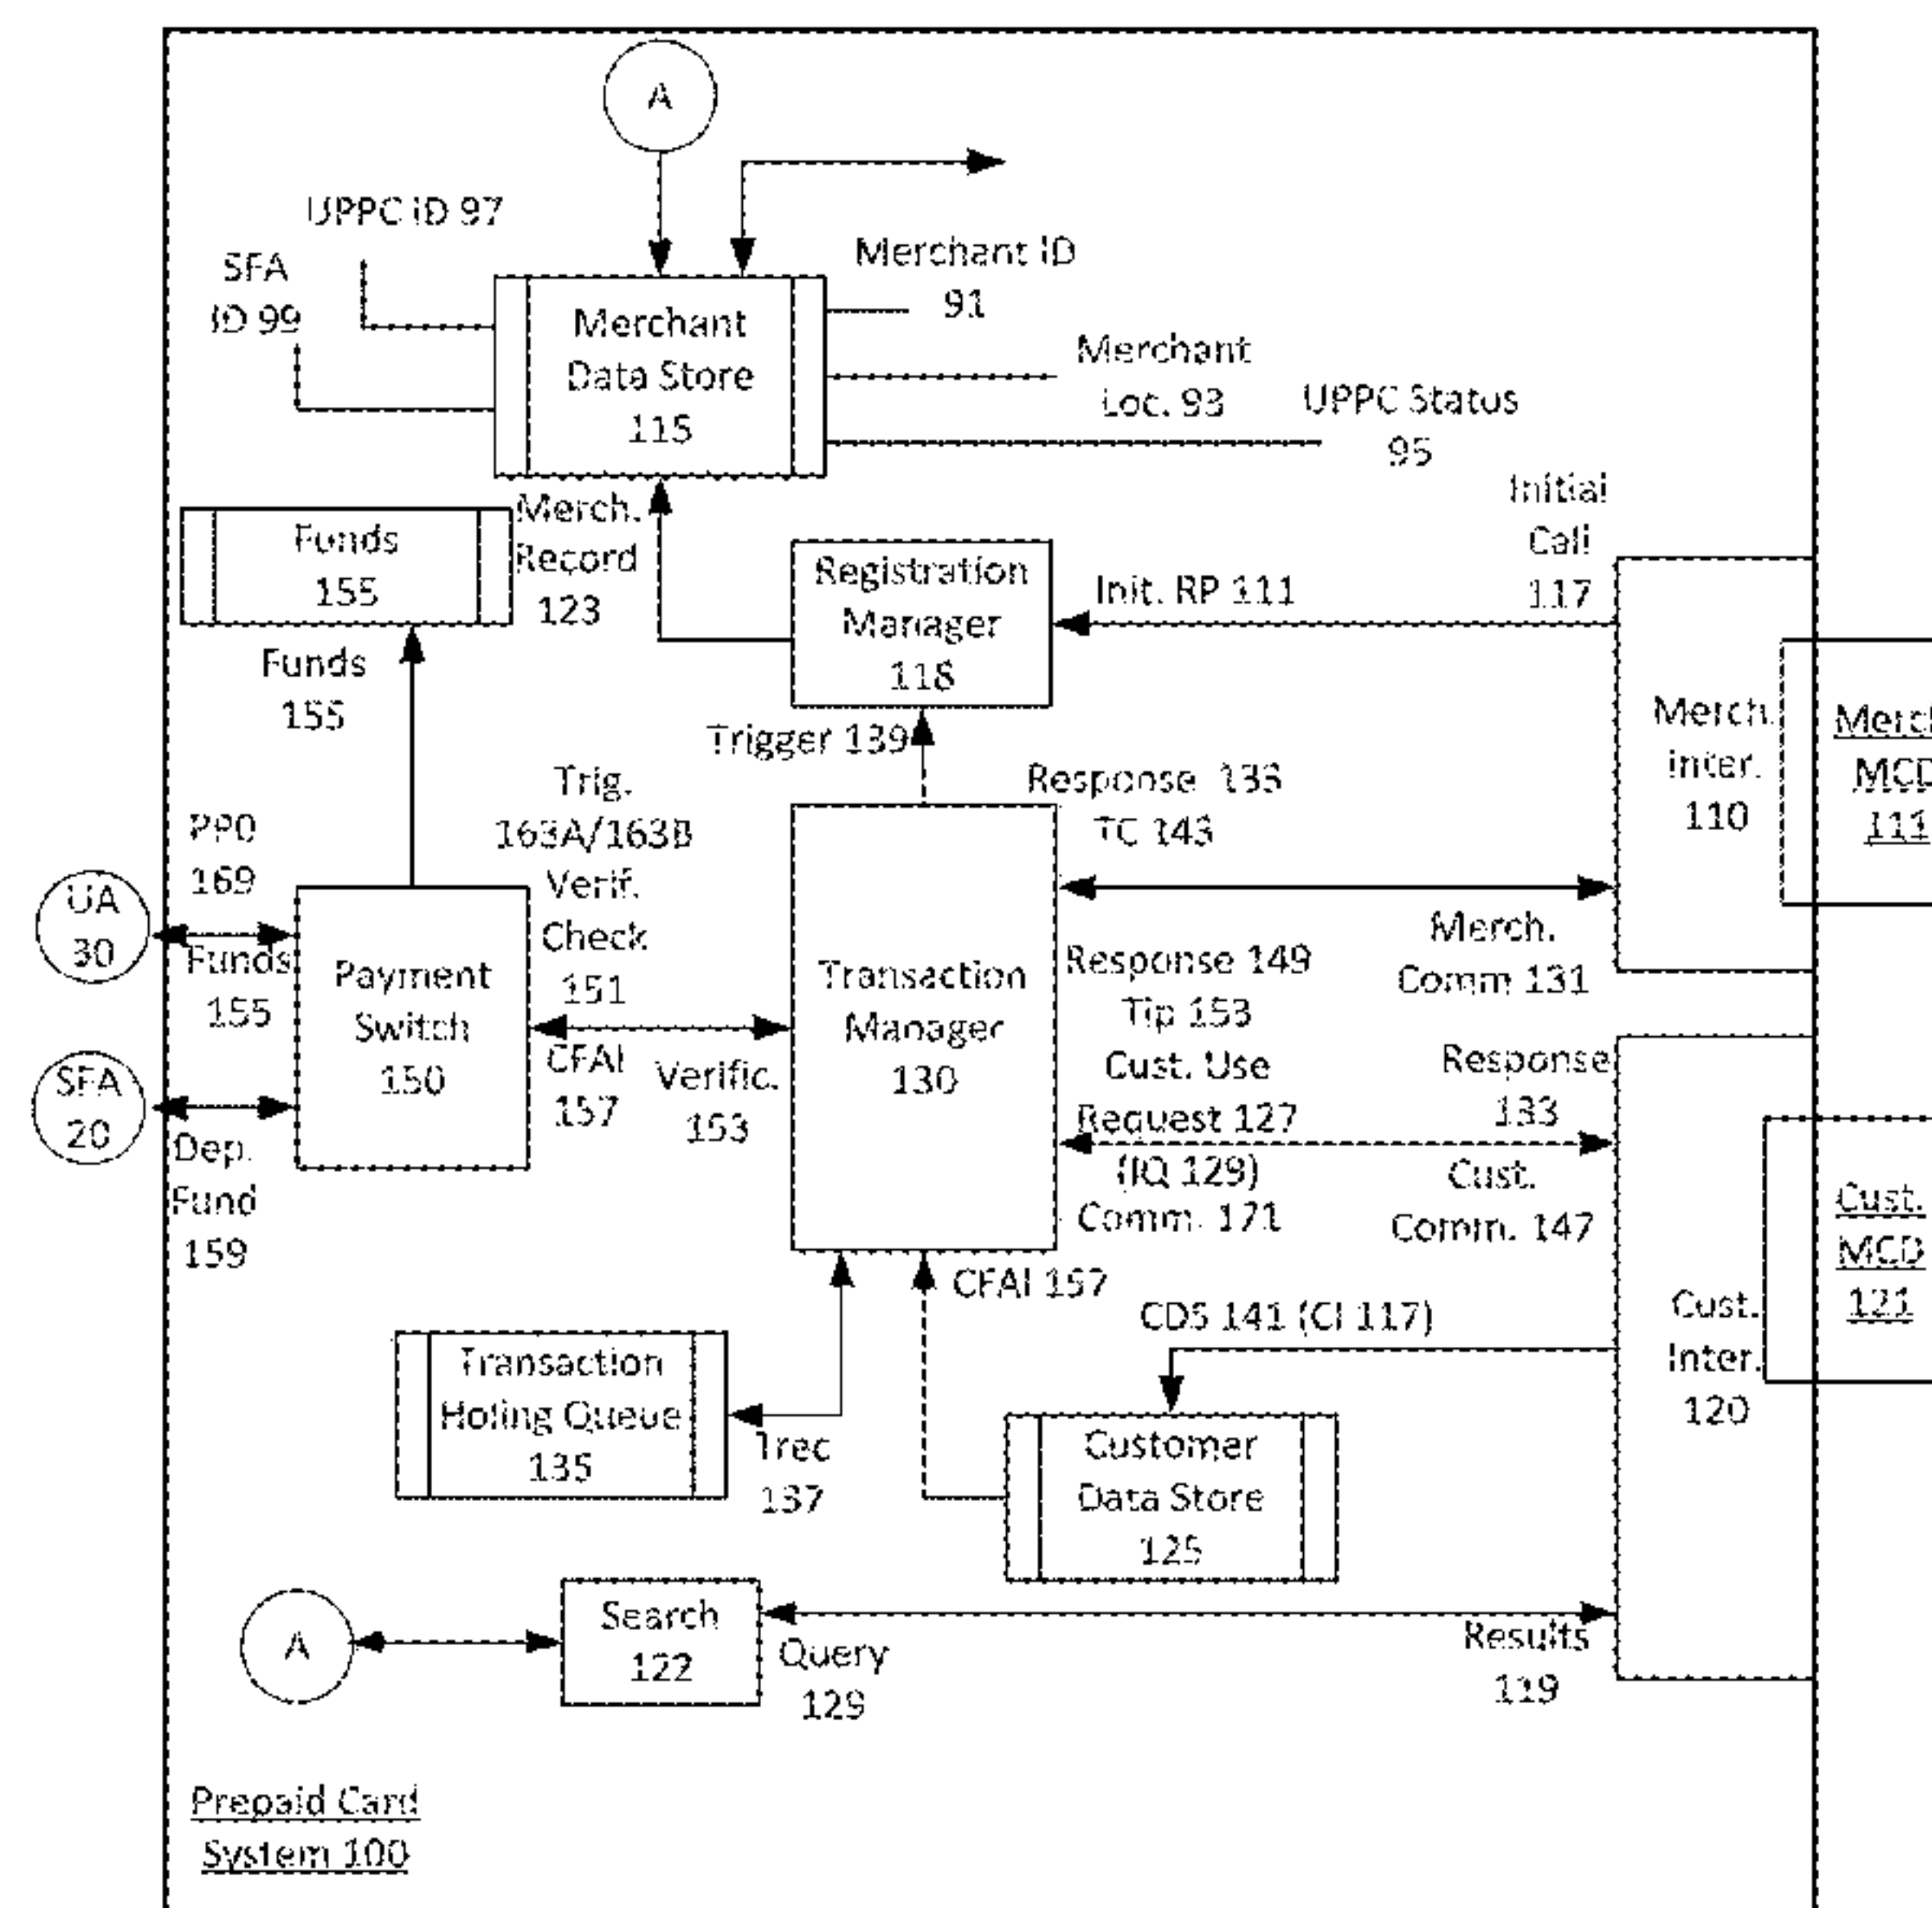 A
UPPC ID 97
SFA
ID 99
Merchant ID
91
Merchant
Data Store
115
Merchant
Loc. 93
UPPC Status
95
Funds
155
Merch.
Record
123
Registration
Manager
118
Init. RP 111
Initial
Call
117
Funds
155
Trigger 139
Merch.
Inter.
110
MCD
111
Trig.
163A/163B
Verif.
Check
151
Response 133
TC 143
PPO
169
UA
30
Funds
155
Payment
Switch
150
Transaction
Manager
130
Merch.
Comm 131
Response 149
Tip 153
Cust. Use
Request 127
(IQ 129)
Comm. 171
CFAI
157
Verific.
153
Response
133
Cust.
Comm. 147
SFA
20
Dep.
Fund
159
Cust.
MCD
121
CFAI 157
CDS 141 (CI 117)
Cust.
Inter.
120
Transaction
Holing Queue
135
Trec
137
Customer
Data Store
125
A
Search
122
Query
129
Results
119
Prepaid Card
System 100